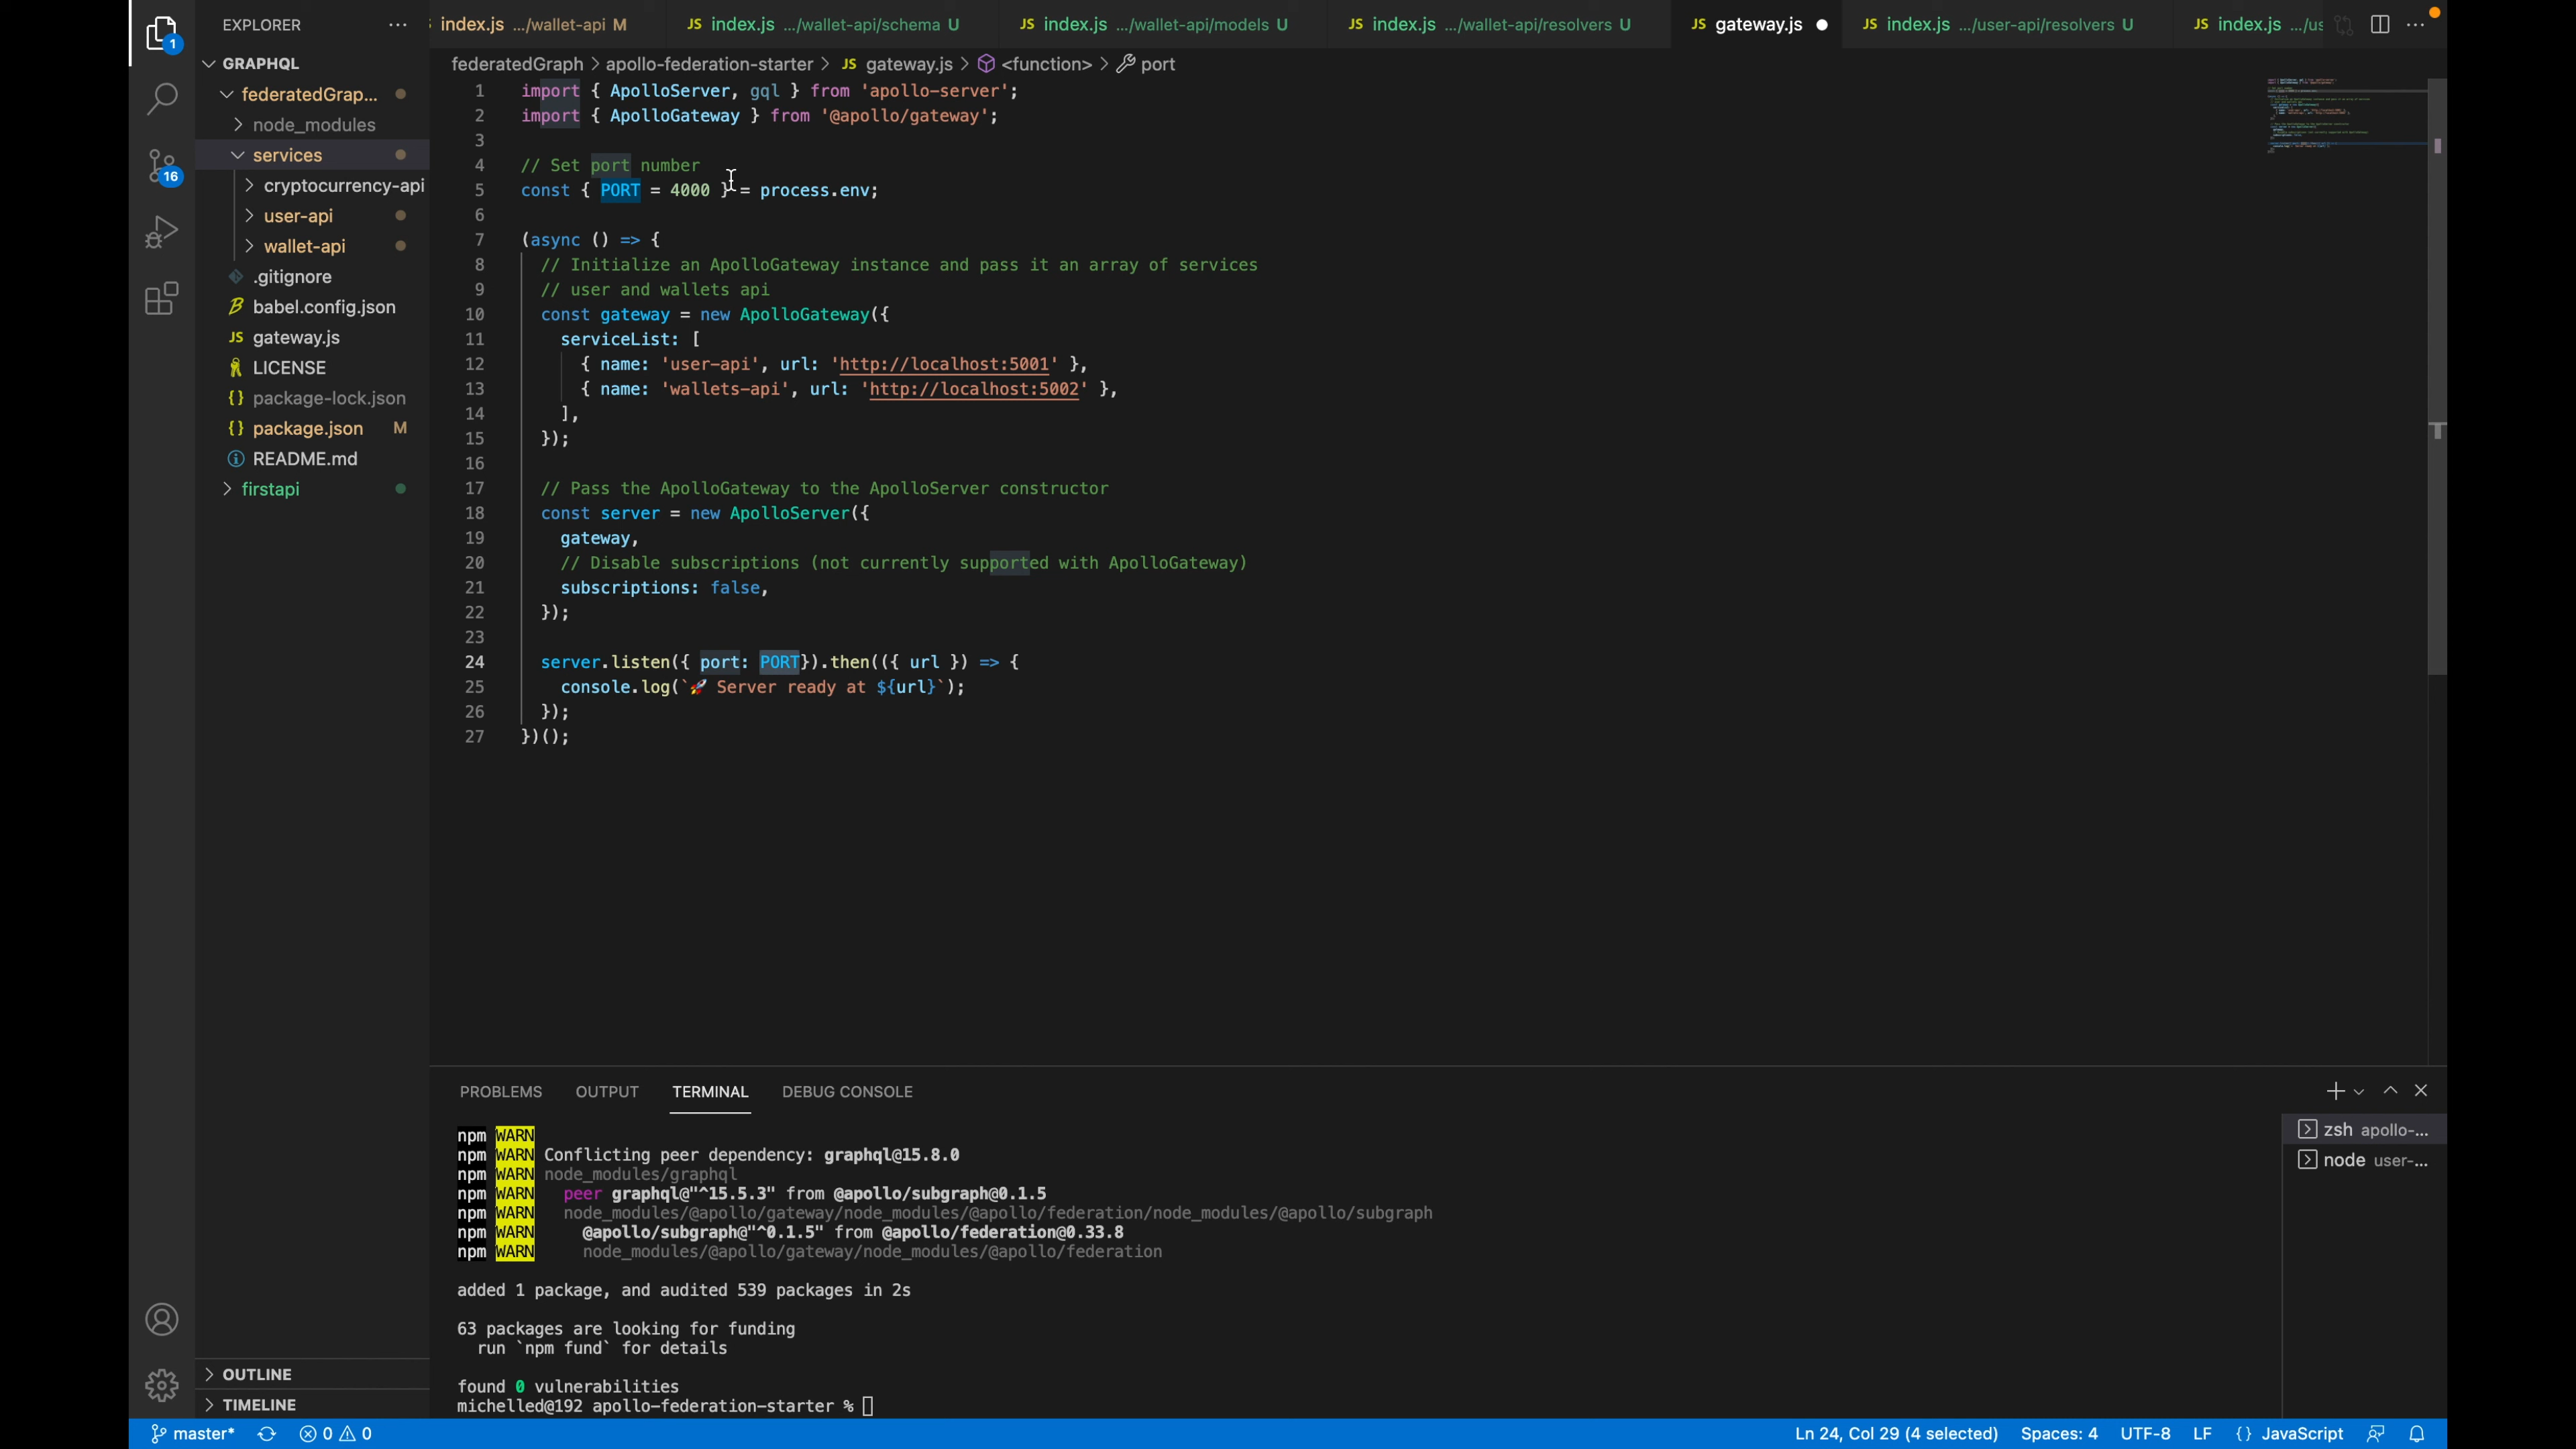 EXPLORER
GRAPHQL
federatedGrap...
node_modules
services
cryptocurrency-api
user-api
wallet-api
.gitignore
babel.config.json
JS gateway.js
LICENSE
{} package-lock.json
{} package.json M
README.md
firstapi
OUTLINE
TIMELINE
1
16
index.js .../wallet-api M
JS index.js .../wallet-api/schema U
JS index.js .../wallet-api/models U
JS index.js .../wallet-api/resolvers U
JS gateway.js
JS index.js .../user-api/resolvers U
JS index.js .../us
federatedGraph > apollo-federation-starter > JS gateway.js > <function> > port
1 import { ApolloServer, gql } from 'apollo-server';
2 import { ApolloGateway } from '@apollo/gateway';
3
4 // Set port number
5 const { PORT = 4000 } = process.env;
6
7 (async () => {
8 // Initialize an ApolloGateway instance and pass it an array of services
9 // user and wallets api
10 const gateway = new ApolloGateway({
11 serviceList: [
12 { name: 'user-api', url: 'http://localhost:5001' },
13 { name: 'wallets-api', url: 'http://localhost:5002' },
14 ],
15 });
16
17 // Pass the ApolloGateway to the ApolloServer constructor
18 const server = new ApolloServer({
19 gateway,
20 // Disable subscriptions (not currently supported with ApolloGateway)
21 subscriptions: false,
22 });
23
24 server.listen({ port: PORT}).then(({ url }) => {
25 console.log(`🚀 Server ready at ${url}`);
26 });
27 })();
PROBLEMS OUTPUT TERMINAL DEBUG CONSOLE
npm WARN
npm WARN Conflicting peer dependency: graphql@15.8.0
npm WARN node_modules/graphql
npm WARN peer graphql@"^15.5.3" from @apollo/subgraph@0.1.5
npm WARN node_modules/@apollo/gateway/node_modules/@apollo/federation/node_modules/@apollo/subgraph
npm WARN @apollo/subgraph@"^0.1.5" from @apollo/federation@0.33.8
npm WARN node_modules/@apollo/gateway/node_modules/@apollo/federation
added 1 package, and audited 539 packages in 2s
63 packages are looking for funding
run `npm fund` for details
found 0 vulnerabilities
michelled@192 apollo-federation-starter %
zsh apollo-...
node user-...
master* 0 0 Ln 24, Col 29 (4 selected) Spaces: 4 UTF-8 LF {} JavaScript